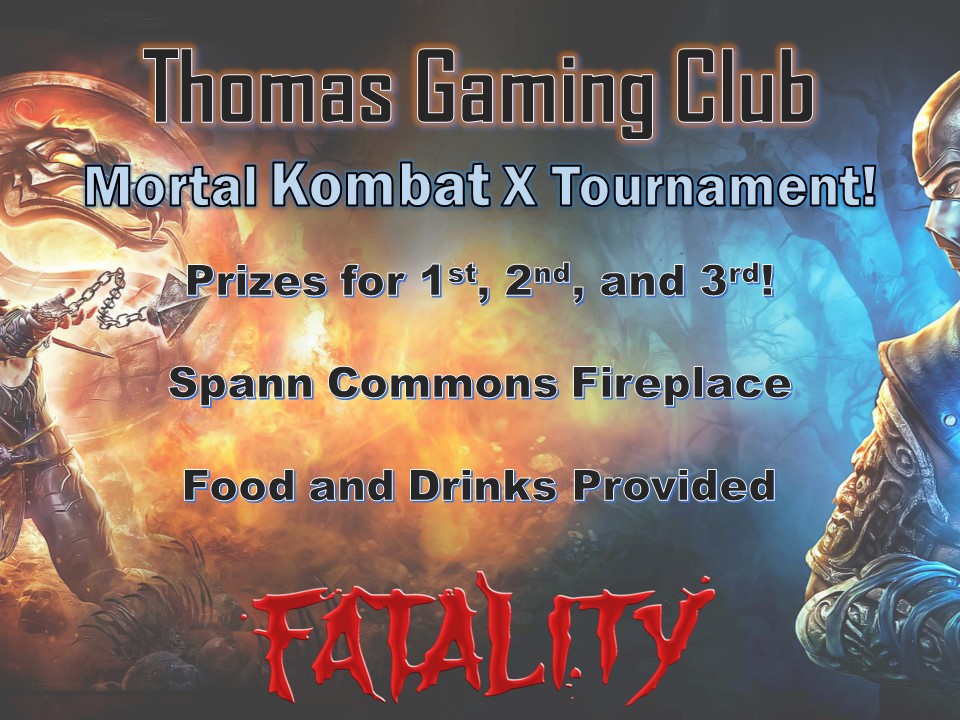 Thomas Gaming Club
Mortal Kombat X Tournament!
Prizes for 1st, 2nd, and 3rd!
Spann Commons Fireplace
Food and Drinks Provided
FATALITY